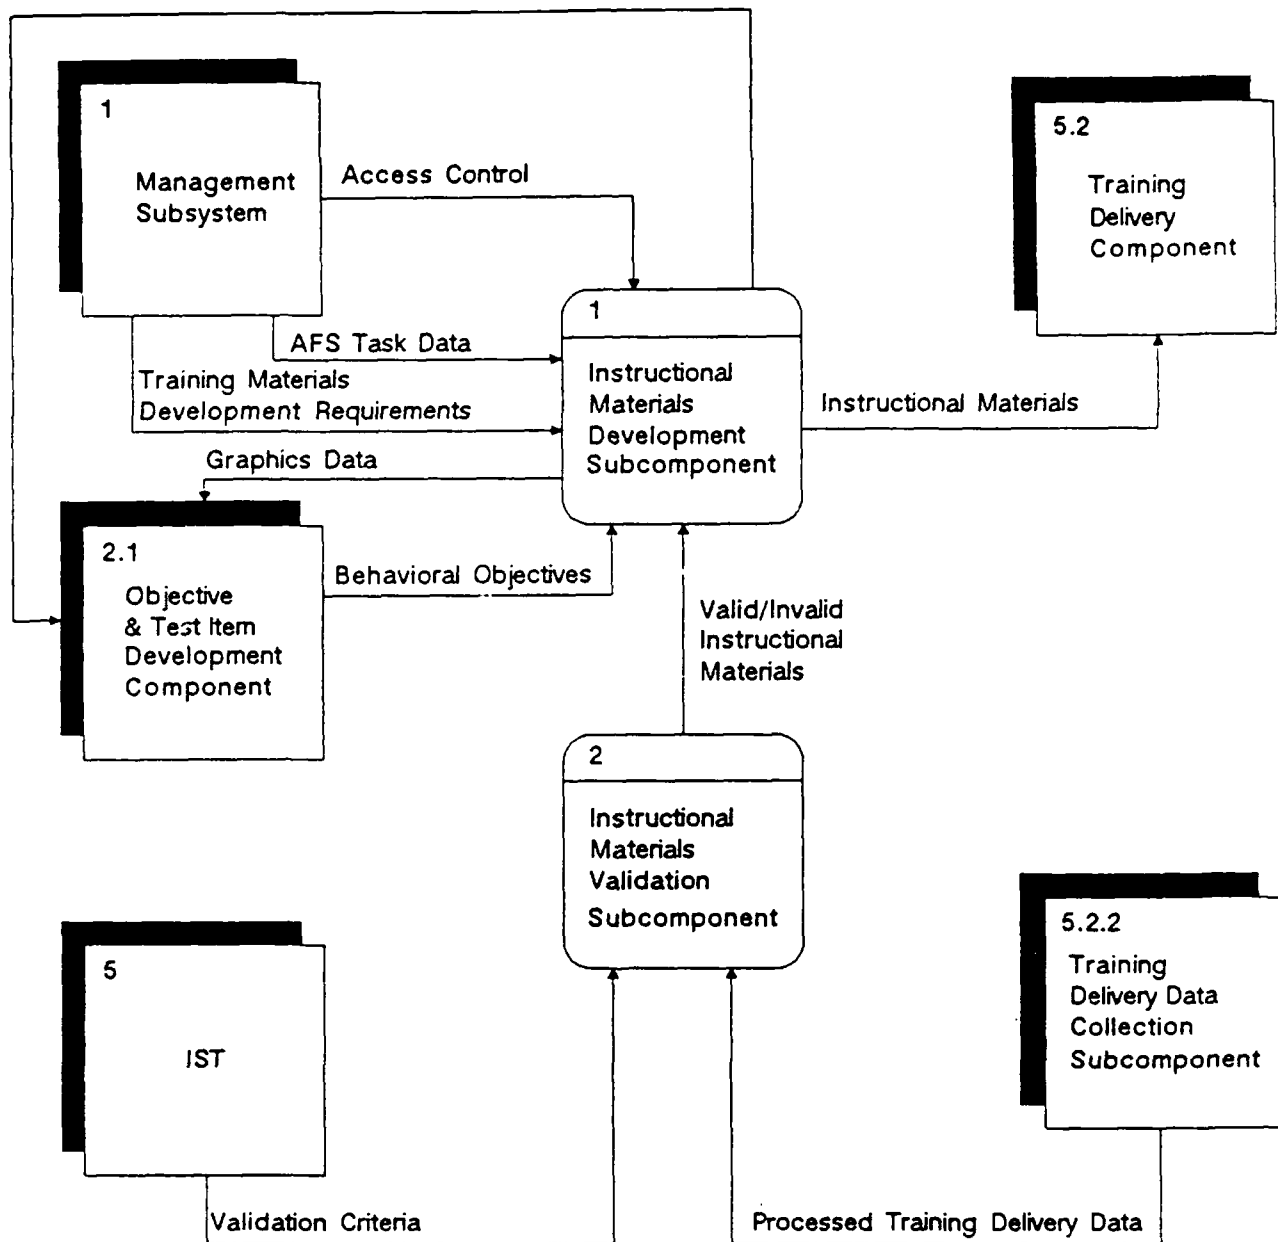 1
Management
Subsystem
Access Control
5.2
Training
Delivery
Component
AFS Task Data
Training Materials
Development Requirements
1
Instructional
Materials
Development
Subcomponent
Instructional Materials
Graphics Data
2.1
Objective
& Test Item
Development
Component
Behavioral Objectives
Valid/Invalid
Instructional
Materials
2
Instructional
Materials
Validation
Subcomponent
5
IST
5.2.2
Training
Delivery Data
Collection
Subcomponent
Validation Criteria
Processed Training Delivery Data